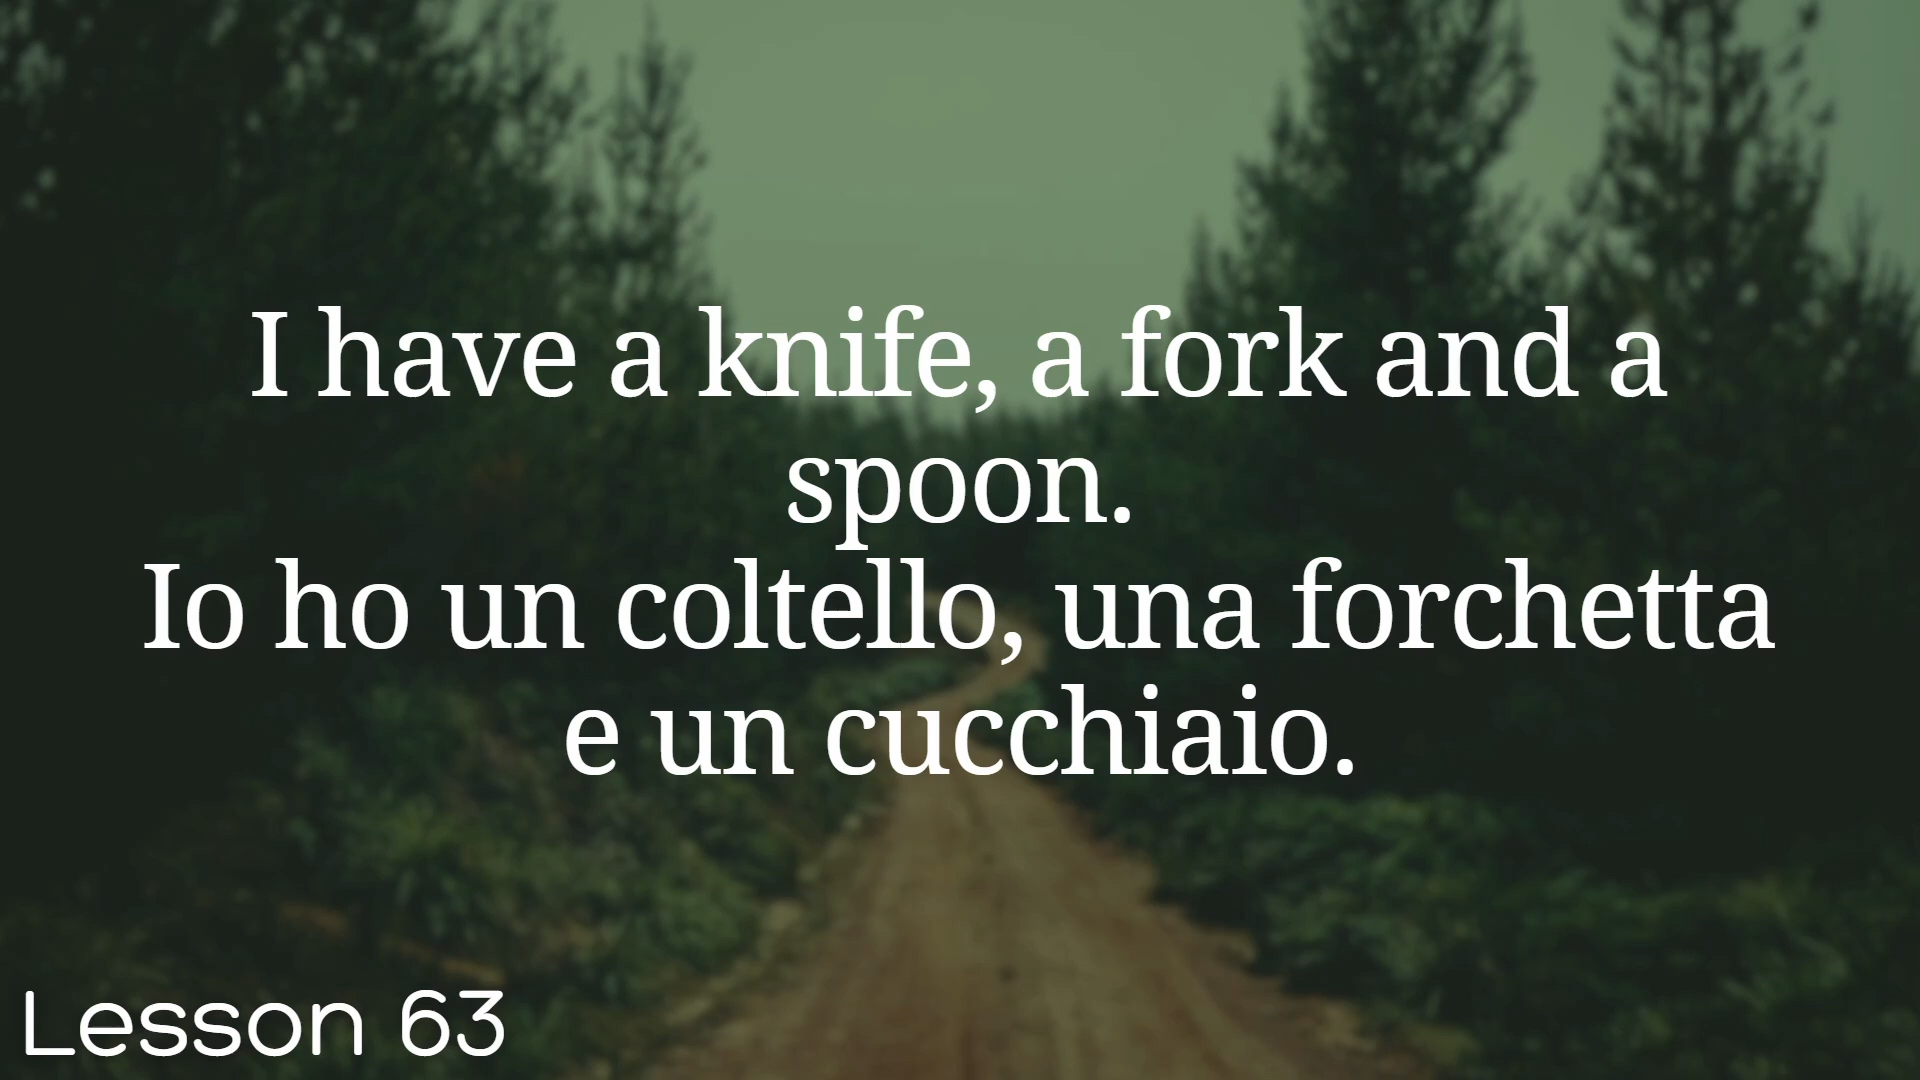 I have a knife, a fork and a
spoon.
Io ho un coltello, una forchetta
e un cucchiaio.
Lesson 63